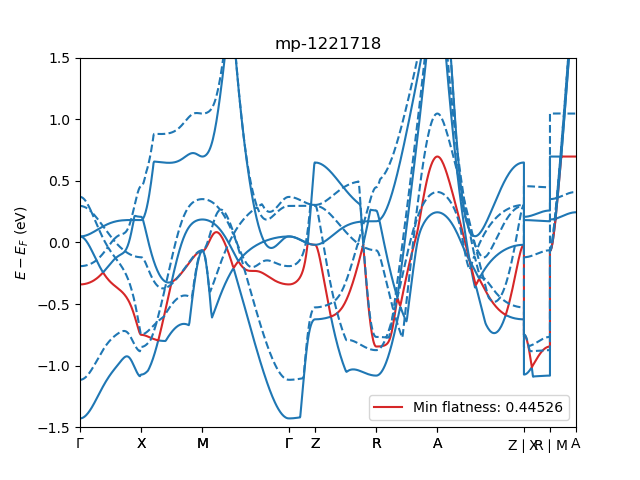 mp-1221718
E − E_F (eV)
1.5
1.0
0.5
0.0
−0.5
−1.0
−1.5
Min flatness: 0.44526
Γ X M Γ Z R A Z | X R | M A